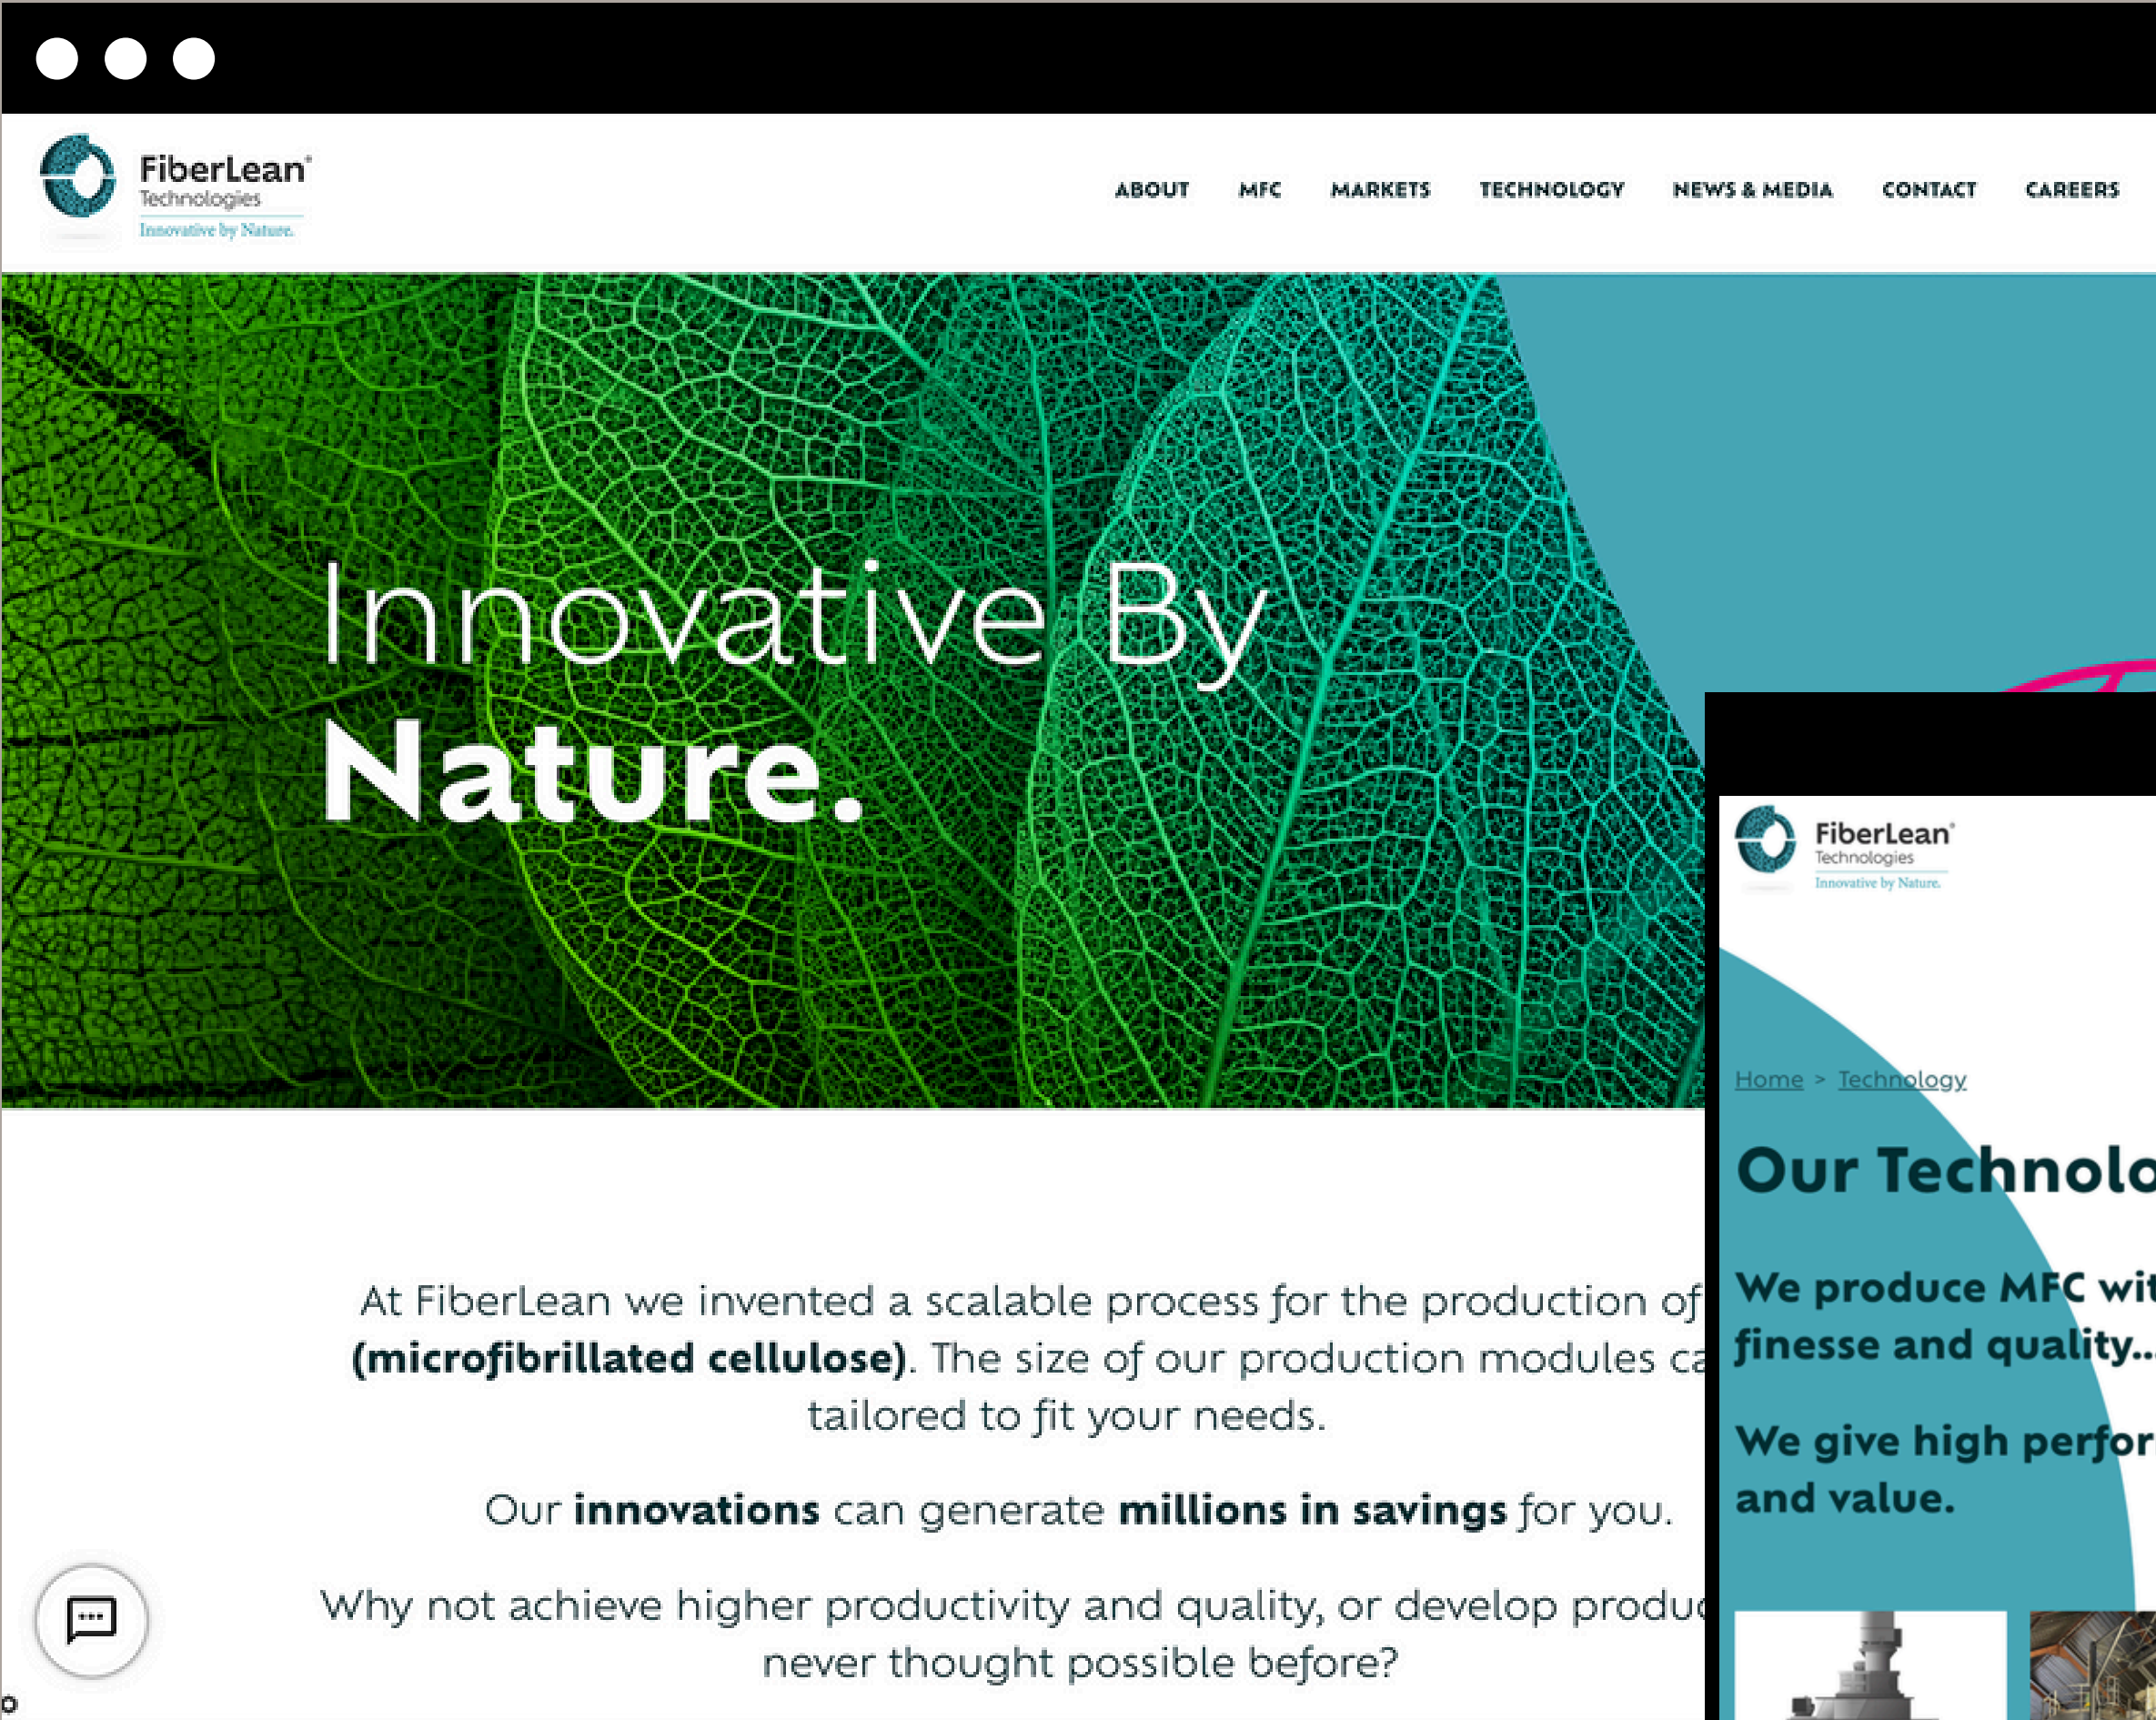 FiberLean®
Technologies
Innovative by Nature.
ABOUT MFC MARKETS TECHNOLOGY NEWS & MEDIA CONTACT CAREERS
Innovative By
Nature.
At FiberLean we invented a scalable process for the production of
(microfibrillated cellulose). The size of our production modules ca
tailored to fit your needs.
Our innovations can generate millions in savings for you.
Why not achieve higher productivity and quality, or develop produc
never thought possible before?
FiberLean®
Technologies
Innovative by Nature.
Home > Technology
Our Technolo
We produce MFC wit
finesse and quality...
We give high perfor
and value.